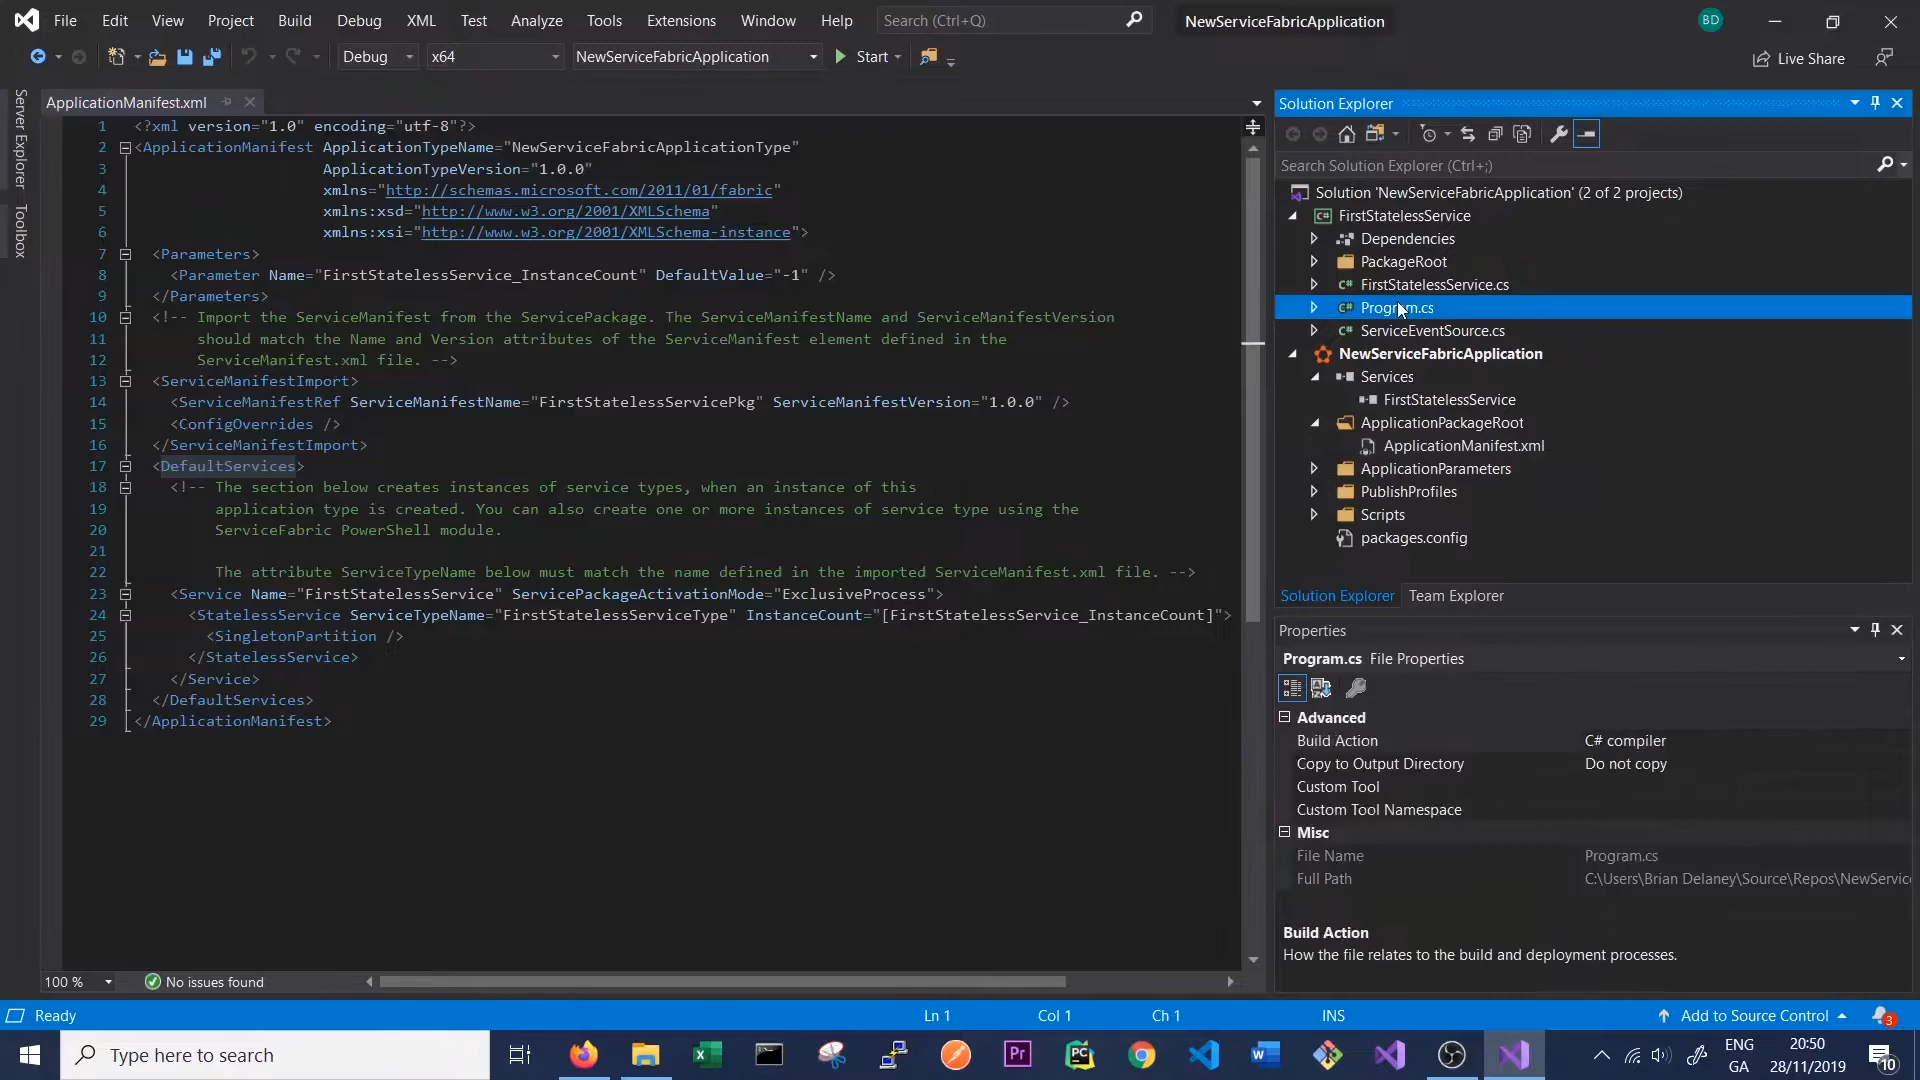 File Edit View Project Build Debug XML Test Analyze Tools Extensions Window Help Search (Ctrl+Q) NewServiceFabricApplication BD
Debug x64 NewServiceFabricApplication Start Live Share
Server Explorer
Toolbox
ApplicationManifest.xml
1 <?xml version="1.0" encoding="utf-8"?>
2 <ApplicationManifest ApplicationTypeName="NewServiceFabricApplicationType"
3 ApplicationTypeVersion="1.0.0"
4 xmlns="http://schemas.microsoft.com/2011/01/fabric"
5 xmlns:xsd="http://www.w3.org/2001/XMLSchema"
6 xmlns:xsi="http://www.w3.org/2001/XMLSchema-instance">
7 <Parameters>
8 <Parameter Name="FirstStatelessService_InstanceCount" DefaultValue="-1" />
9 </Parameters>
10 <!-- Import the ServiceManifest from the ServicePackage. The ServiceManifestName and ServiceManifestVersion
11 should match the Name and Version attributes of the ServiceManifest element defined in the
12 ServiceManifest.xml file. -->
13 <ServiceManifestImport>
14 <ServiceManifestRef ServiceManifestName="FirstStatelessServicePkg" ServiceManifestVersion="1.0.0" />
15 <ConfigOverrides />
16 </ServiceManifestImport>
17 <DefaultServices>
18 <!-- The section below creates instances of service types, when an instance of this
19 application type is created. You can also create one or more instances of service type using the
20 ServiceFabric PowerShell module.
21
22 The attribute ServiceTypeName below must match the name defined in the imported ServiceManifest.xml file. -->
23 <Service Name="FirstStatelessService" ServicePackageActivationMode="ExclusiveProcess">
24 <StatelessService ServiceTypeName="FirstStatelessServiceType" InstanceCount="[FirstStatelessService_InstanceCount]">
25 <SingletonPartition />
26 </StatelessService>
27 </Service>
28 </DefaultServices>
29 </ApplicationManifest>
100 % No issues found
Solution Explorer
Search Solution Explorer (Ctrl+;)
Solution 'NewServiceFabricApplication' (2 of 2 projects)
FirstStatelessService
Dependencies
PackageRoot
C# FirstStatelessService.cs
C# Program.cs
C# ServiceEventSource.cs
NewServiceFabricApplication
Services
FirstStatelessService
ApplicationPackageRoot
ApplicationManifest.xml
ApplicationParameters
PublishProfiles
Scripts
packages.config
Solution Explorer Team Explorer
Properties
Program.cs File Properties
Advanced
Build Action C# compiler
Copy to Output Directory Do not copy
Custom Tool
Custom Tool Namespace
Misc
File Name Program.cs
Full Path C:\Users\Brian Delaney\Source\Repos\NewServic
Build Action
How the file relates to the build and deployment processes.
Ready Ln 1 Col 1 Ch 1 INS Add to Source Control 3
Type here to search
ENG
GA
20:50
28/11/2019
10